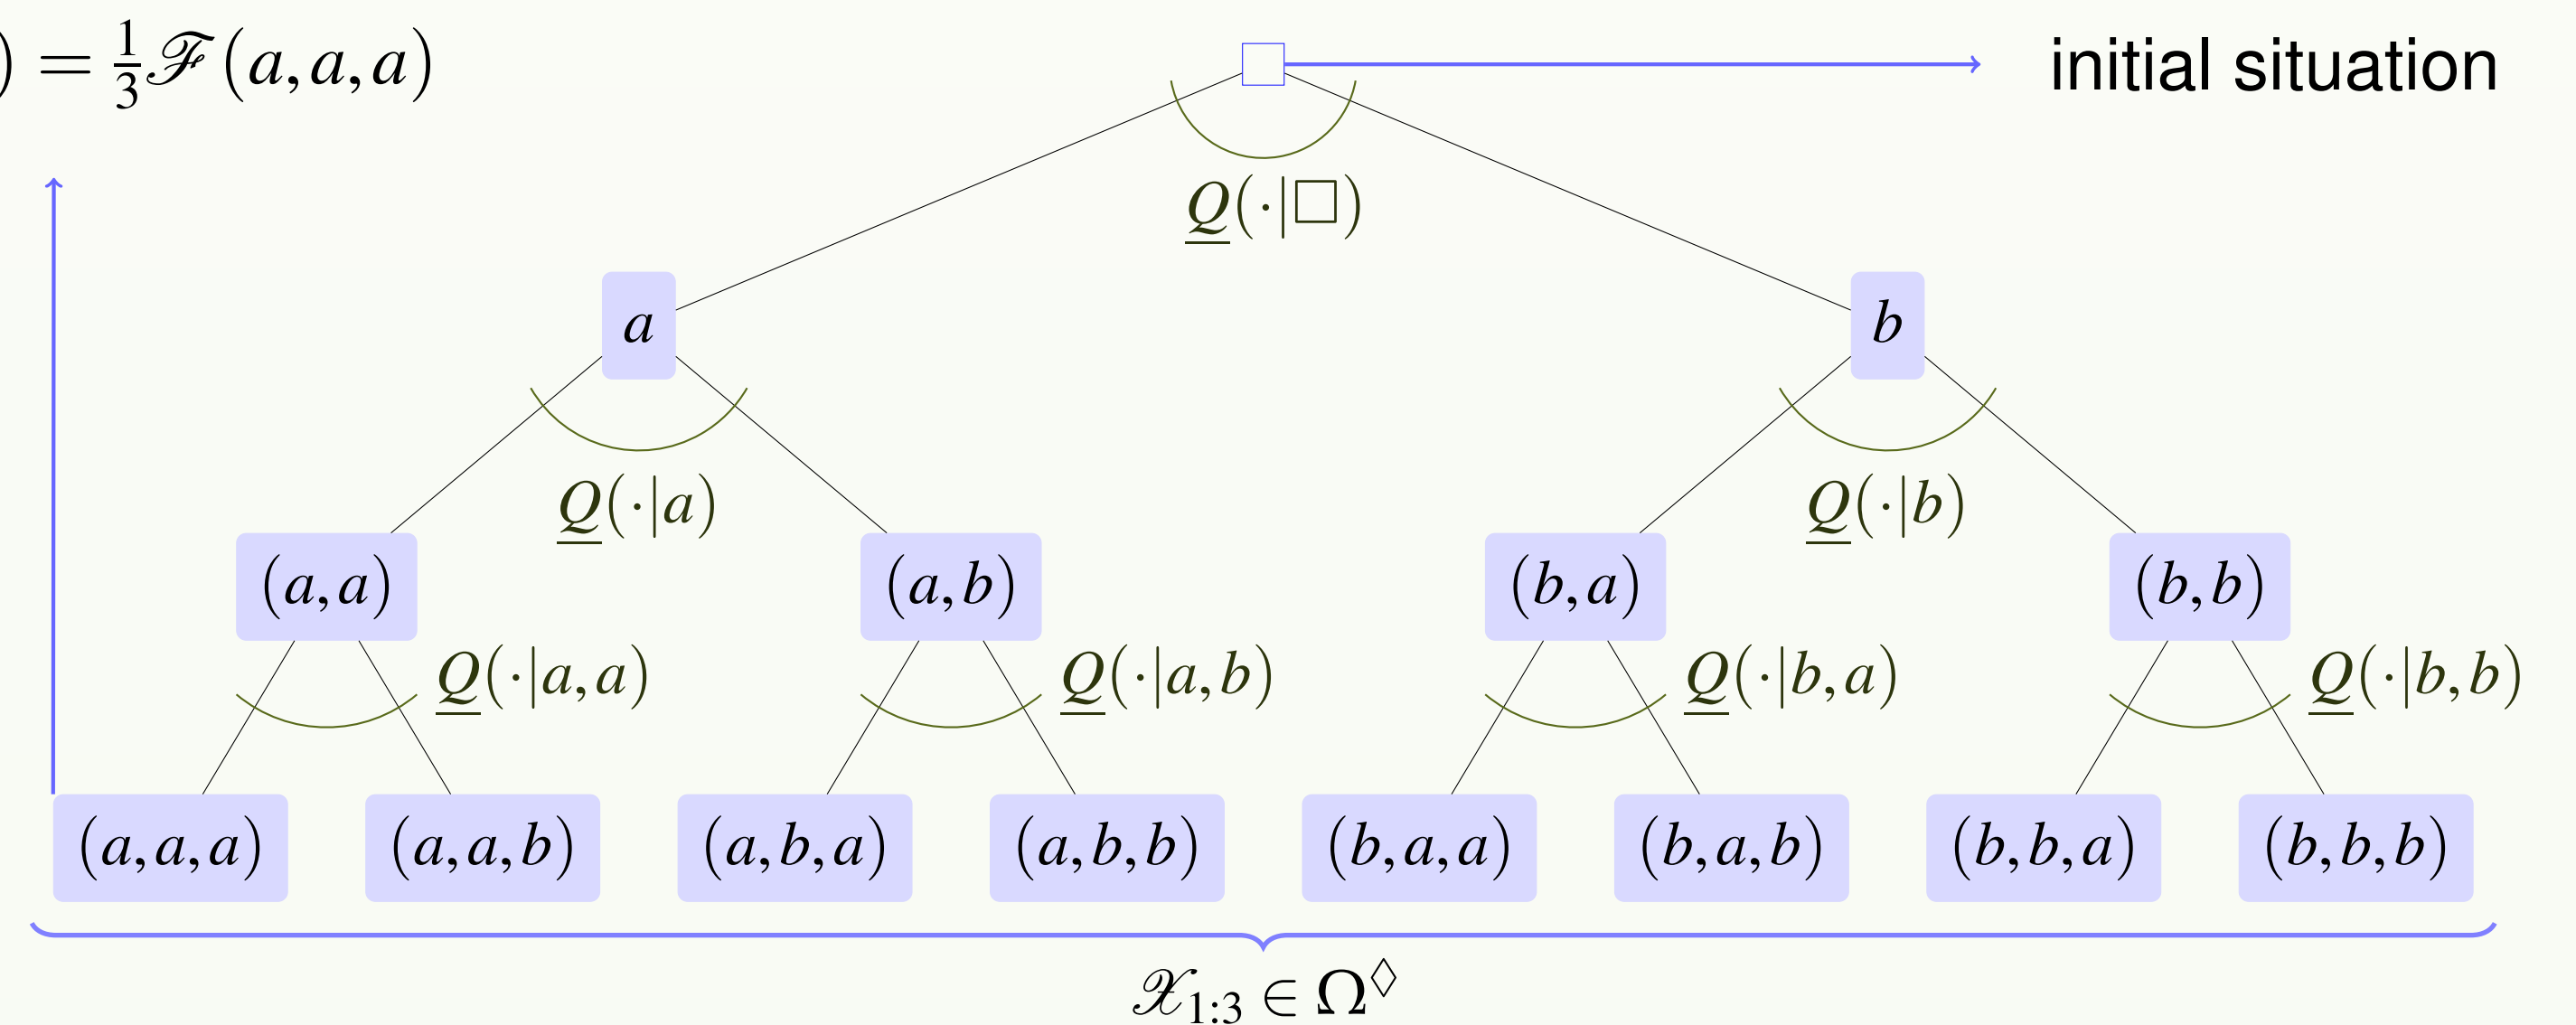 ) = 1/3 ℱ(a,a,a)
initial situation
Q(·|□)
a
b
Q(·|a)
Q(·|b)
(a,a)
(a,b)
(b,a)
(b,b)
Q(·|a,a)
Q(·|a,b)
Q(·|b,a)
Q(·|b,b)
(a,a,a)
(a,a,b)
(a,b,a)
(a,b,b)
(b,a,a)
(b,a,b)
(b,b,a)
(b,b,b)
𝒳1:3 ∈ Ω◊